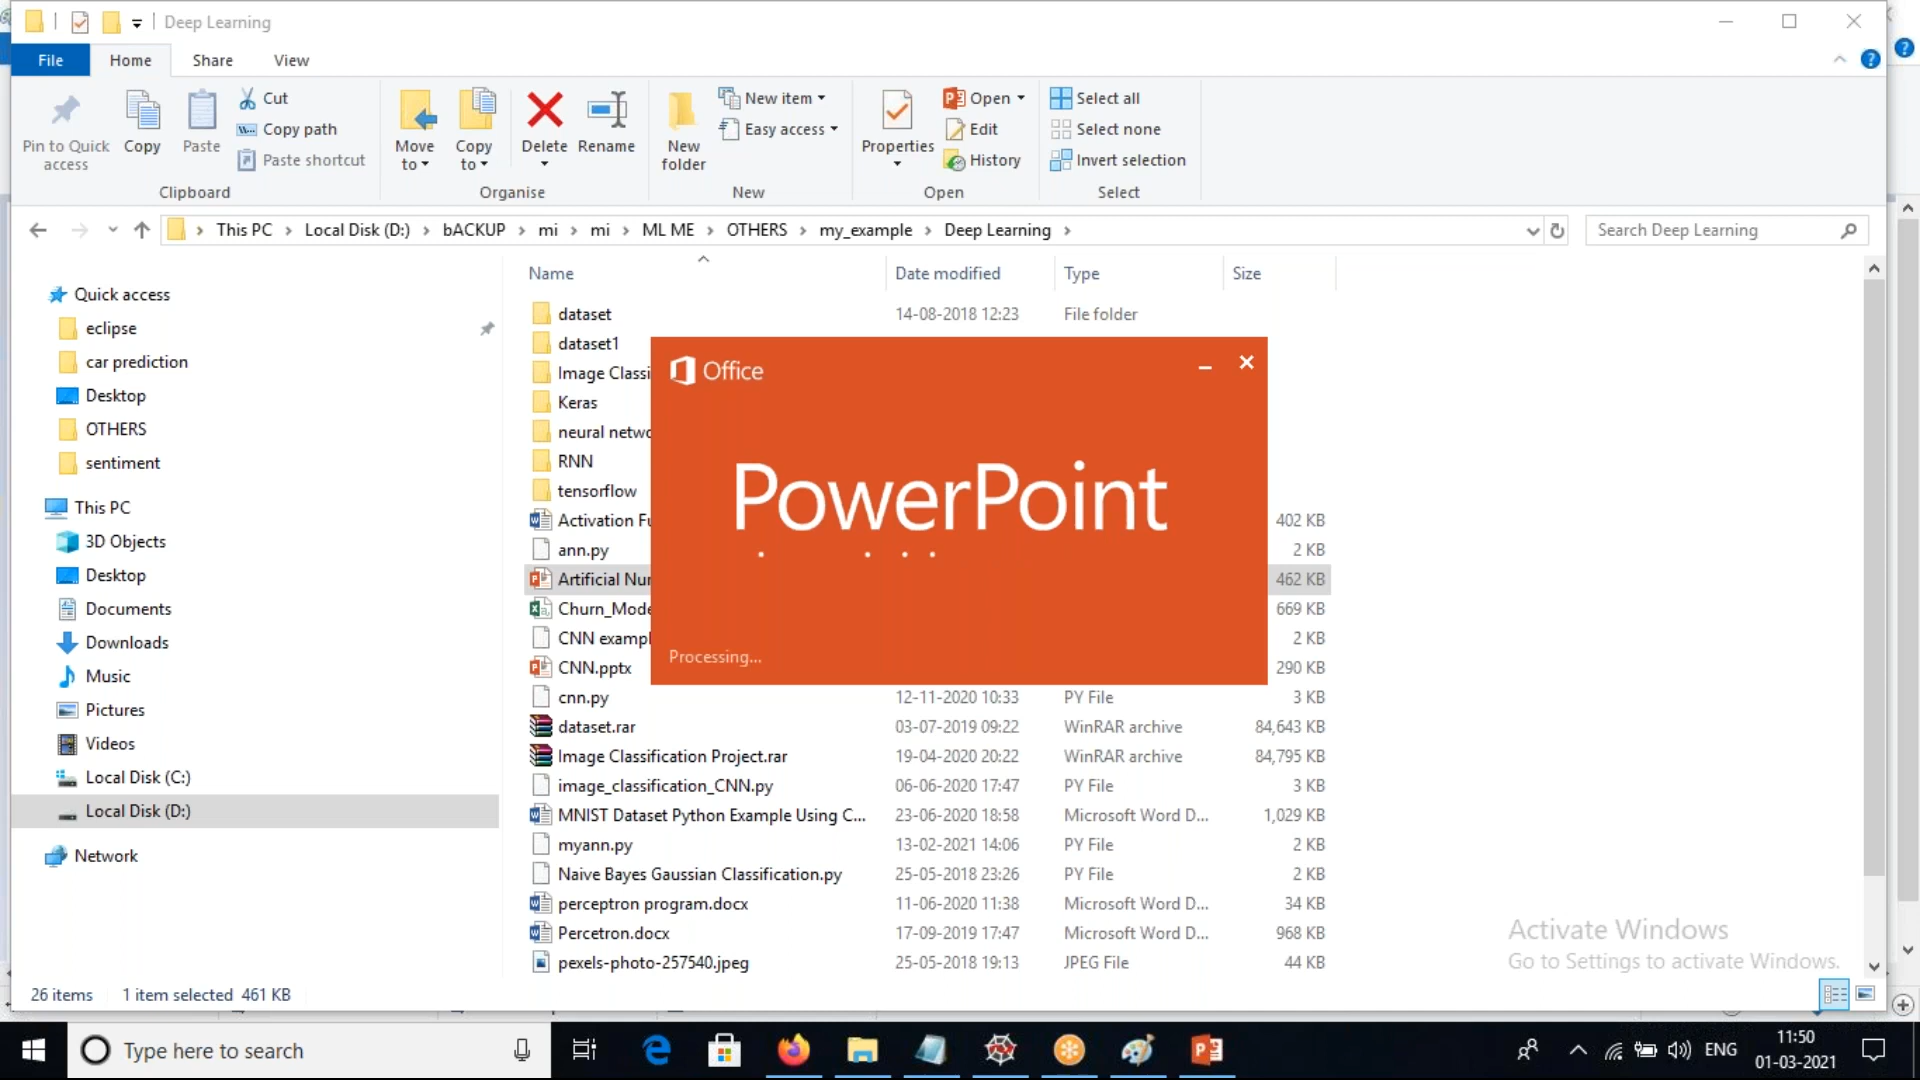 Deep Learning
File Home Share View
Pin to Quick access
Copy
Paste
Cut
Copy path
Paste shortcut
Clipboard
Move to
Copy to
Delete
Rename
Organise
New folder
New item
Easy access
New
Properties
Open
Edit
History
Open
Select all
Select none
Invert selection
Select
This PC Local Disk (D:) bACKUP mi mi ML ME OTHERS my_example Deep Learning
Search Deep Learning
Quick access
eclipse
car prediction
Desktop
OTHERS
sentiment
This PC
3D Objects
Desktop
Documents
Downloads
Music
Pictures
Videos
Local Disk (C:)
Local Disk (D:)
Network
Name Date modified Type Size
dataset 14-08-2018 12:23 File folder
dataset1
Image Classi
Keras
neural netwo
RNN
tensorflow
Activation Fu 402 KB
ann.py 2 KB
Artificial Nur 462 KB
Churn_Mode 669 KB
CNN exampl 2 KB
CNN.pptx 290 KB
cnn.py 12-11-2020 10:33 PY File 3 KB
dataset.rar 03-07-2019 09:22 WinRAR archive 84,643 KB
Image Classification Project.rar 19-04-2020 20:22 WinRAR archive 84,795 KB
image_classification_CNN.py 06-06-2020 17:47 PY File 3 KB
MNIST Dataset Python Example Using C... 23-06-2020 18:58 Microsoft Word D... 1,029 KB
myann.py 13-02-2021 14:06 PY File 2 KB
Naive Bayes Gaussian Classification.py 25-05-2018 23:26 PY File 2 KB
perceptron program.docx 11-06-2020 11:38 Microsoft Word D... 34 KB
Percetron.docx 17-09-2019 17:47 Microsoft Word D... 968 KB
pexels-photo-257540.jpeg 25-05-2018 19:13 JPEG File 44 KB
Office
PowerPoint
Processing...
Activate Windows
Go to Settings to activate Windows.
26 items 1 item selected 461 KB
Type here to search
ENG
11:50
01-03-2021